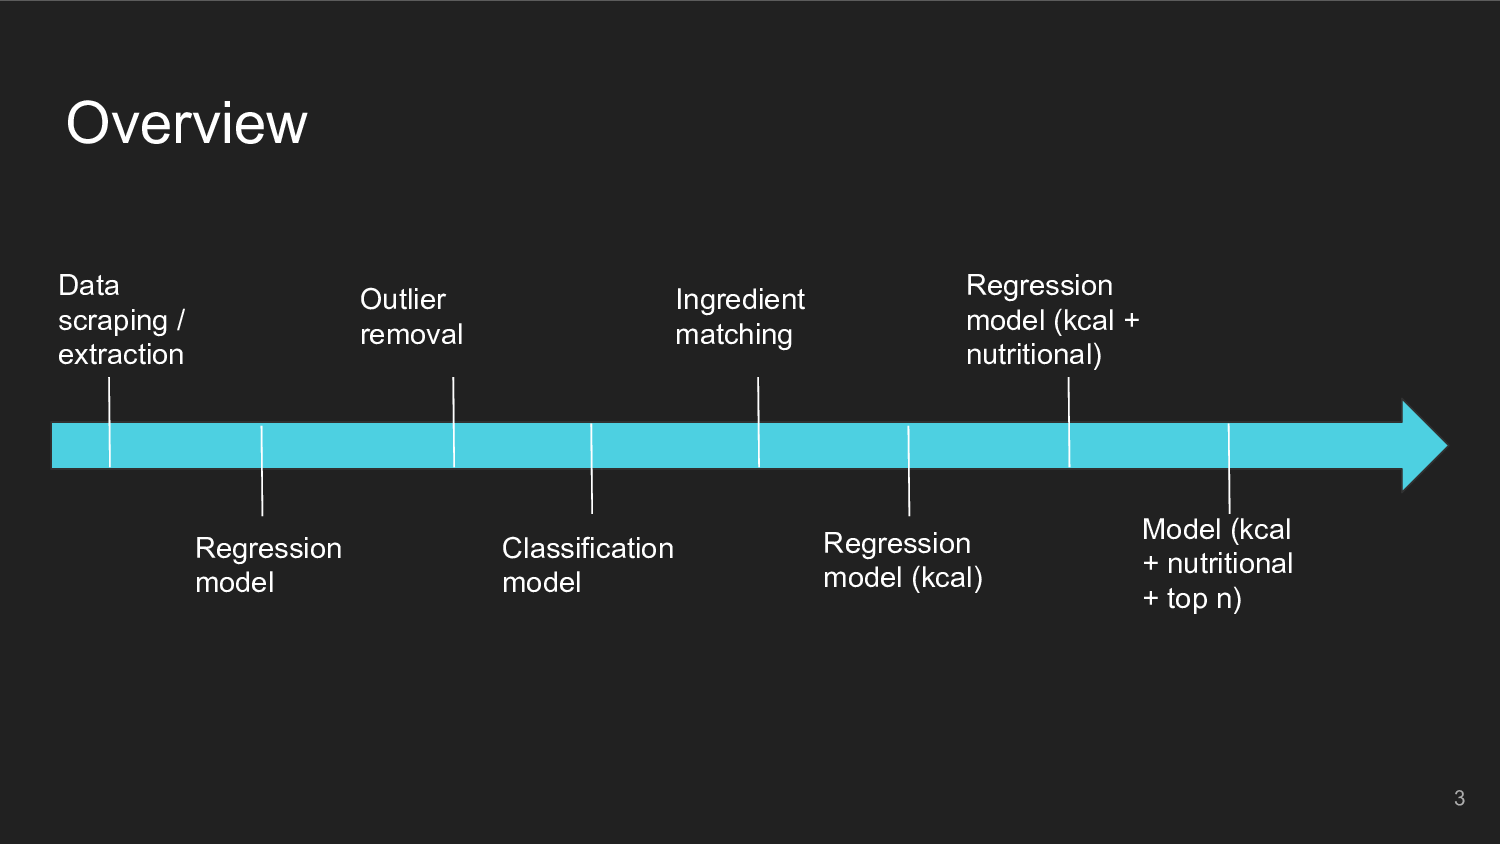 Overview
Data
scraping /
extraction
Outlier
removal
Ingredient
matching
Regression
model (kcal +
nutritional)
Regression
model
Classification
model
Regression
model (kcal)
Model (kcal
+ nutritional
+ top n)
3